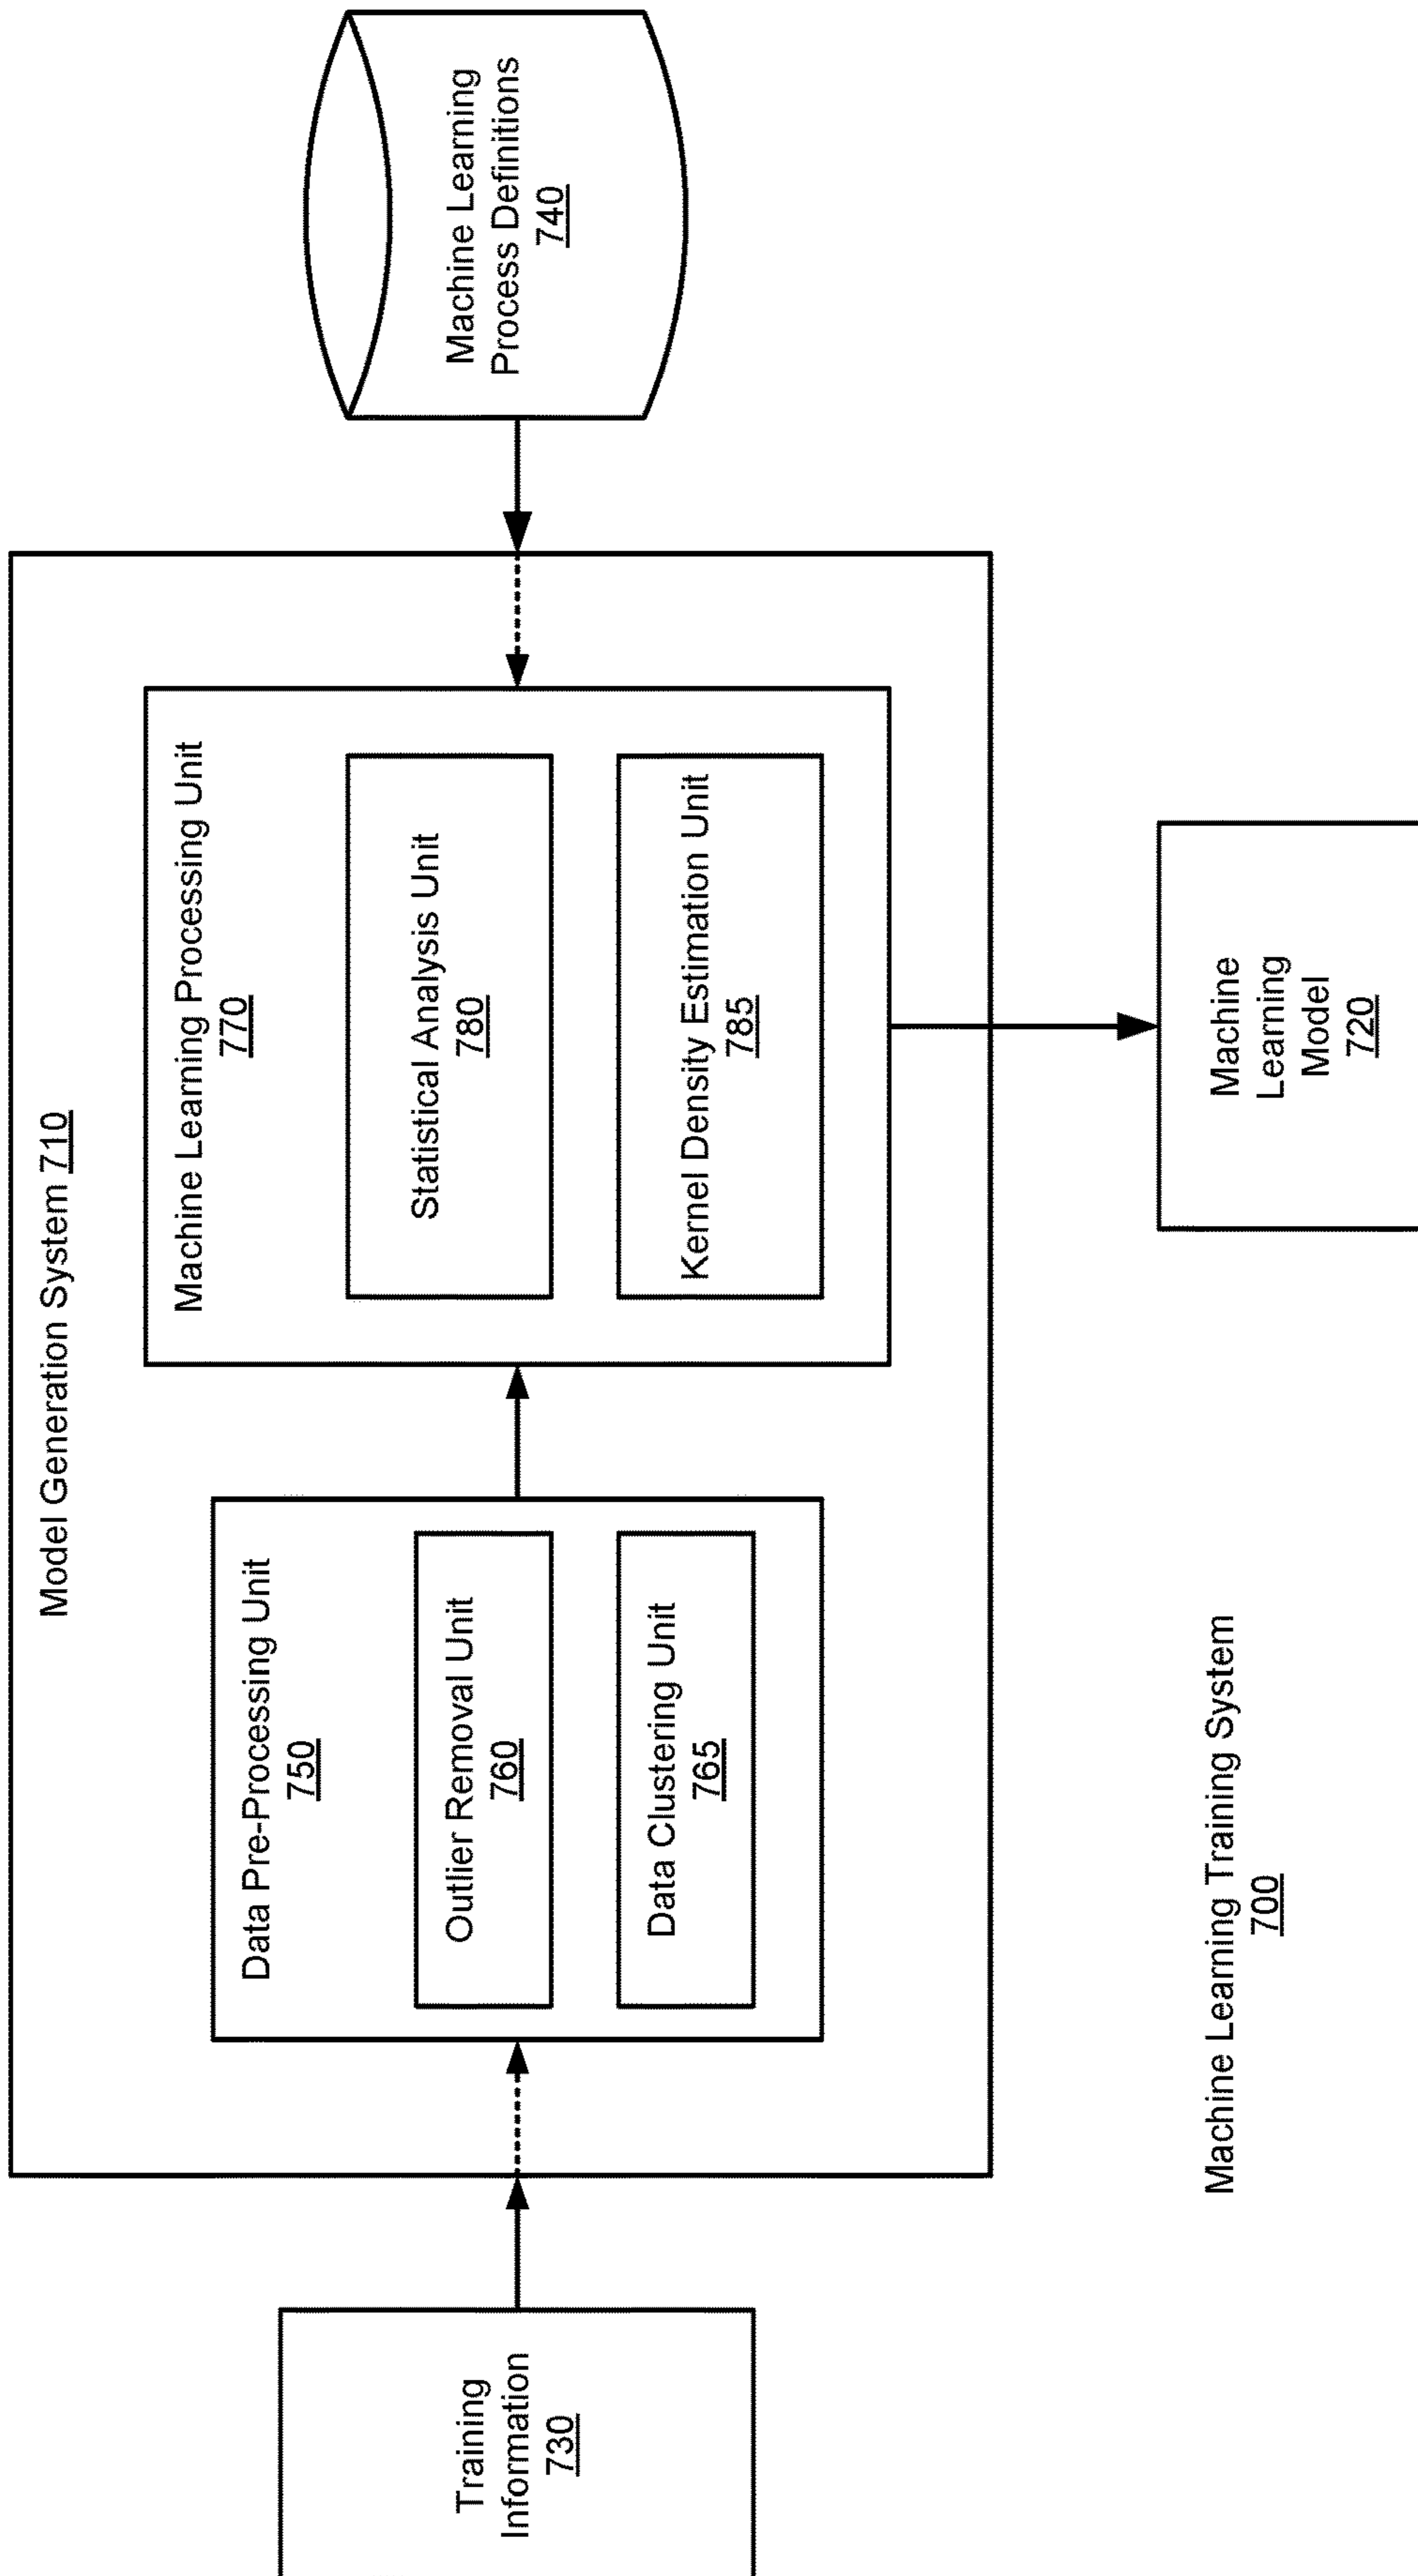 Model Generation System 710
Training
Information
730
Data Pre-Processing Unit
750
Outlier Removal Unit
760
Data Clustering Unit
765
Machine Learning Processing Unit
770
Statistical Analysis Unit
780
Kernel Density Estimation Unit
785
Machine Learning
Process Definitions
740
Machine Learning Training System
700
Machine
Learning
Model
720